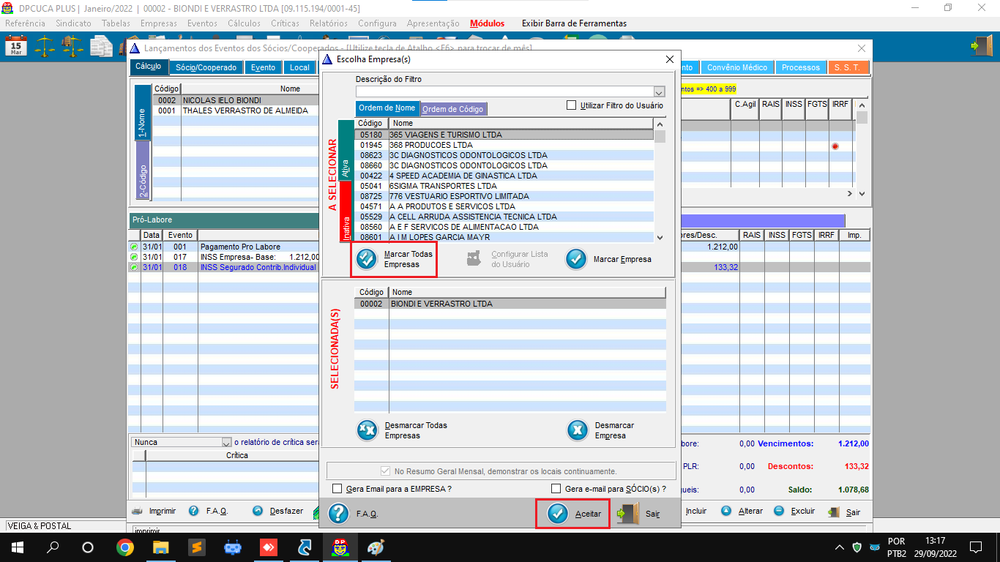 DPCUCA PLUS| Janeiro/2022 | 00002 - BIONDI E VERRASTRO LTDA [09.115.194/0001-45]
Referência Sindicato Tabelas Empresas Eventos Cálculos Críticas Relatórios Configura Apresentação Módulos Exibir Barra de Ferramentas
15
Mar
Lançamentos dos Eventos dos Sócios/Cooperados - [Utilize tecla de Atalho <F6> para trocar de mês]
Cálculo Sócio/Cooperado Evento Local
nto Convênio Médico Processos S. S. T.
ntos => 400 a 999
Código Nome
0002 NICOLAS IELO BIONDI
0001 THALES VERRASTRO DE ALMEIDA
1-Nome
2-Código
C.Agil RAIS INSS FGTS IRRF
Pró-Labore
Data Evento
31/01 001 Pagamento Pro Labore
31/01 017 INSS Empresa- Base: 1.212,00
31/01 018 INSS Segurado Contrib.Individual
ores/Desc. RAIS INSS FGTS IRRF Imp.
1.212,00
133,32
Nunca o relatório de crítica será
Crítica
abore: 0,00 Vencimentos: 1.212,00
PLR: 0,00 Descontos: 133,32
gueis: 0,00 Saldo: 1.078,68
Imprimir F.A.Q. Desfazer
Incluir Alterar Excluir Sair
imprimir
VEIGA & POSTAL
Escolha Empresa(s)
Descrição do Filtro
Utilizar Filtro do Usuário
Ordem de Nome Ordem de Código
A SELECIONAR
Ativa
Inativa
Código Nome
05180 365 VIAGENS E TURISMO LTDA
01945 368 PRODUCOES LTDA
08623 3C DIAGNOSTICOS ODONTOLOGICOS LTDA
08660 3C DIAGNOSTICOS ODONTOLOGICOS LTDA
00422 4 SPEED ACADEMIA DE GINASTICA LTDA
05041 6SIGMA TRANSPORTES LTDA
08725 776 VESTUARIO ESPORTIVO LIMITADA
04571 A A PRODUTOS E SERVICOS LTDA
05529 A CELL ARRUDA ASSISTENCIA TECNICA LTDA
08560 A E F SERVICOS DE ALIMENTACAO LTDA
08601 A I M LOPES GARCIA MAYR
Marcar Todas
Empresas
Configurar Lista
do Usuário
Marcar Empresa
SELECIONADA(S)
Código Nome
00002 BIONDI E VERRASTRO LTDA
Desmarcar Todas
Empresas
Desmarcar
Empresa
No Resumo Geral Mensal, demonstrar os locais continuamente.
Gera Email para a EMPRESA ? Gera e-mail para SÓCIO(s) ?
F.A.Q. Aceitar Sair
DP
POR
PTB2
13:17
29/09/2022